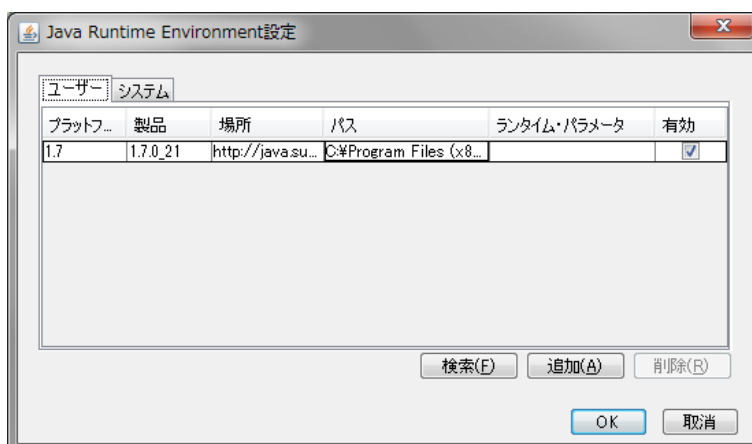 Java Runtime Environment設定
ユーザー システム
プラットフ... 製品 場所 パス ランタイム・パラメータ 有効
1.7 1.7.0_21 http://java.su... C:¥Program Files (x8...
検索(F) 追加(A) 削除(R)
OK 取消